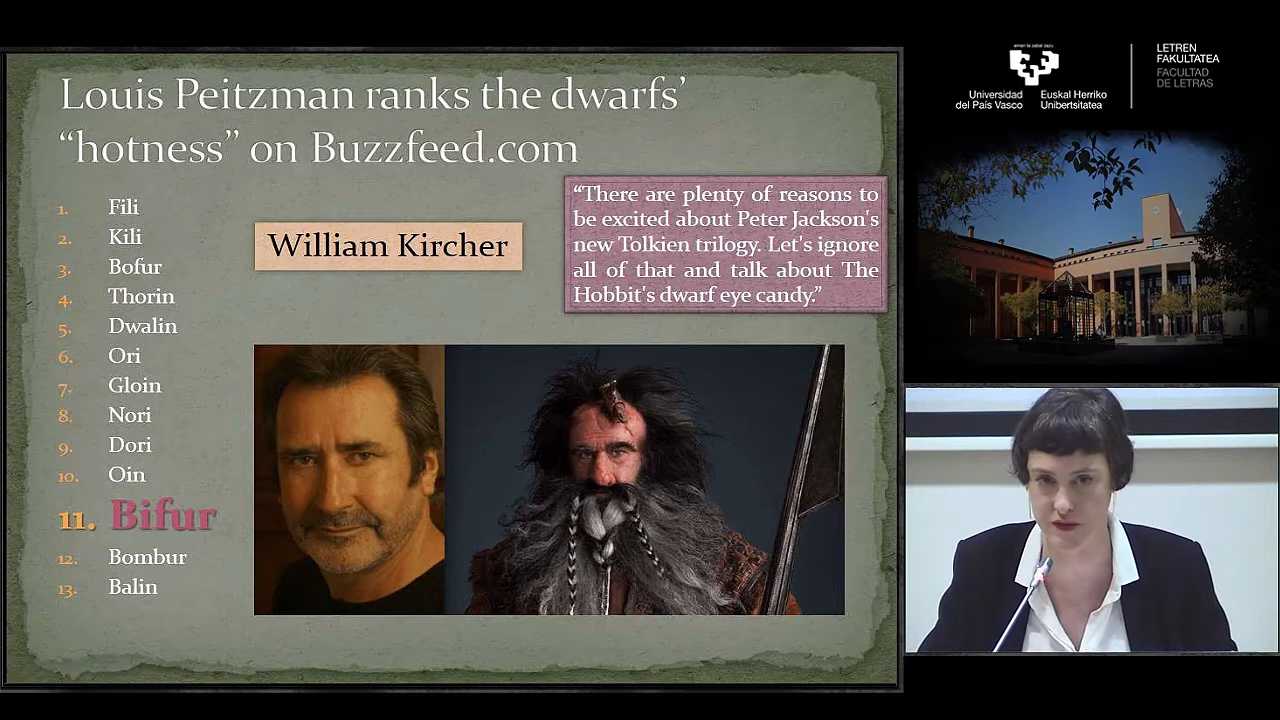 Louis Peitzman ranks the dwarfs’
“hotness” on Buzzfeed.com
1. Fili
2. Kili
3. Bofur
4. Thorin
5. Dwalin
6. Ori
7. Gloin
8. Nori
9. Dori
10. Oin
11. Bifur
12. Bombur
13. Balin
William Kircher
“There are plenty of reasons to
be excited about Peter Jackson's
new Tolkien trilogy. Let's ignore
all of that and talk about The
Hobbit's dwarf eye candy.”
eman ta zabal zazu
Universidad
del País Vasco
Euskal Herriko
Unibertsitatea
LETREN
FAKULTATEA
FACULTAD
DE LETRAS